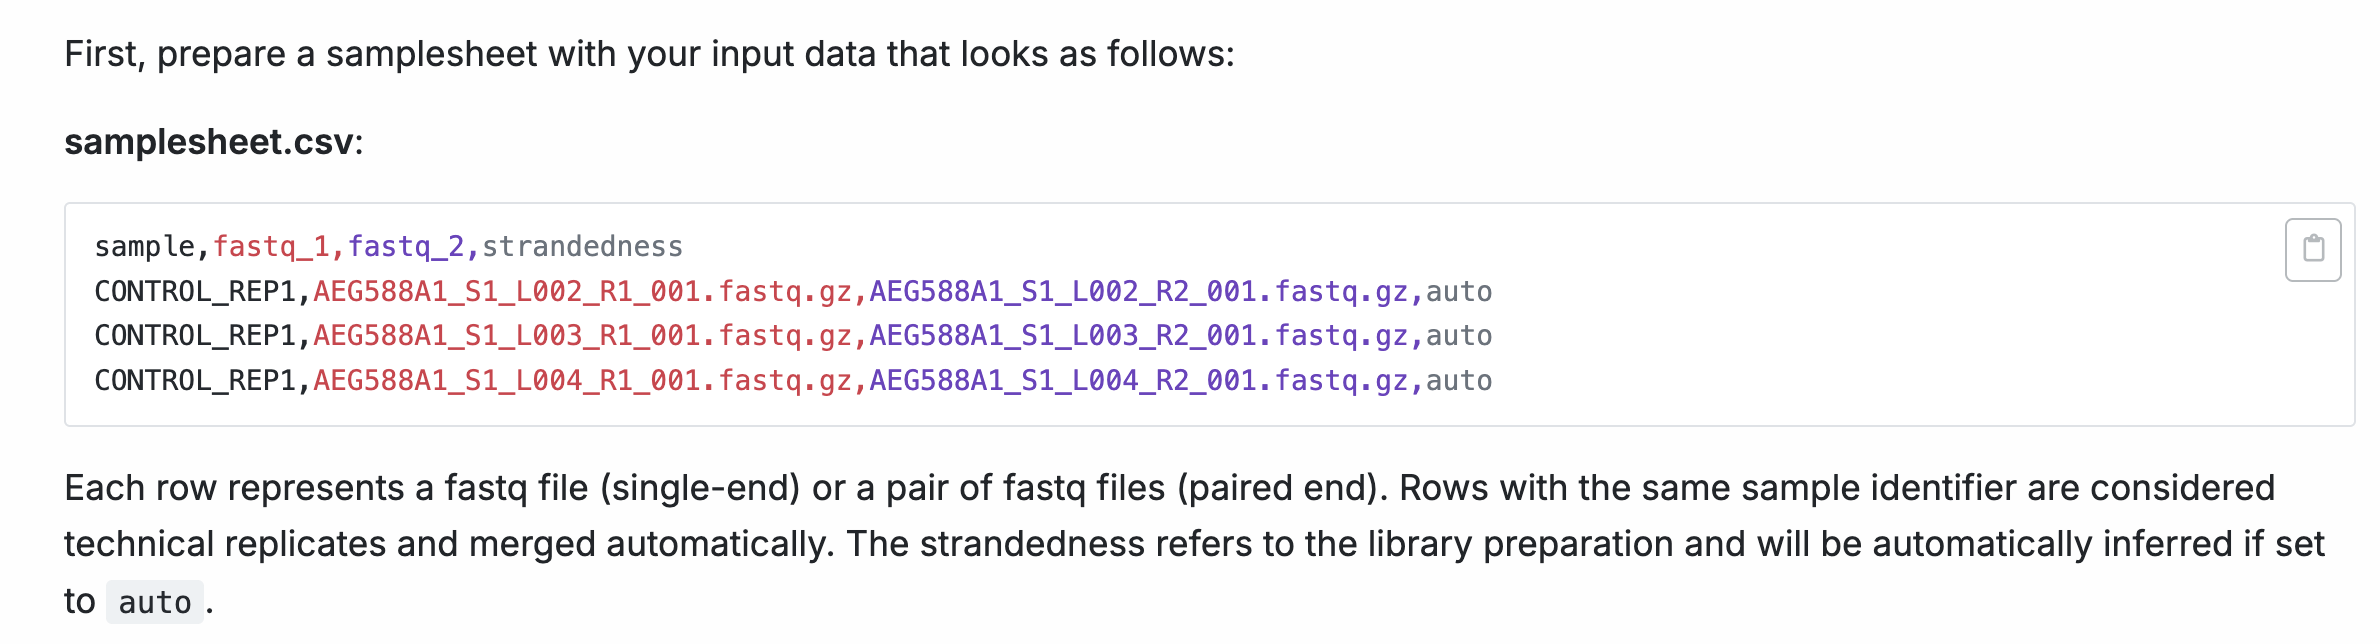 First, prepare a samplesheet with your input data that looks as follows:
samplesheet.csv:
sample,fastq_1,fastq_2,strandedness
CONTROL_REP1,AEG588A1_S1_L002_R1_001.fastq.gz,AEG588A1_S1_L002_R2_001.fastq.gz,auto
CONTROL_REP1,AEG588A1_S1_L003_R1_001.fastq.gz,AEG588A1_S1_L003_R2_001.fastq.gz,auto
CONTROL_REP1,AEG588A1_S1_L004_R1_001.fastq.gz,AEG588A1_S1_L004_R2_001.fastq.gz,auto
Each row represents a fastq file (single-end) or a pair of fastq files (paired end). Rows with the same sample identifier are considered
technical replicates and merged automatically. The strandedness refers to the library preparation and will be automatically inferred if set
to auto.